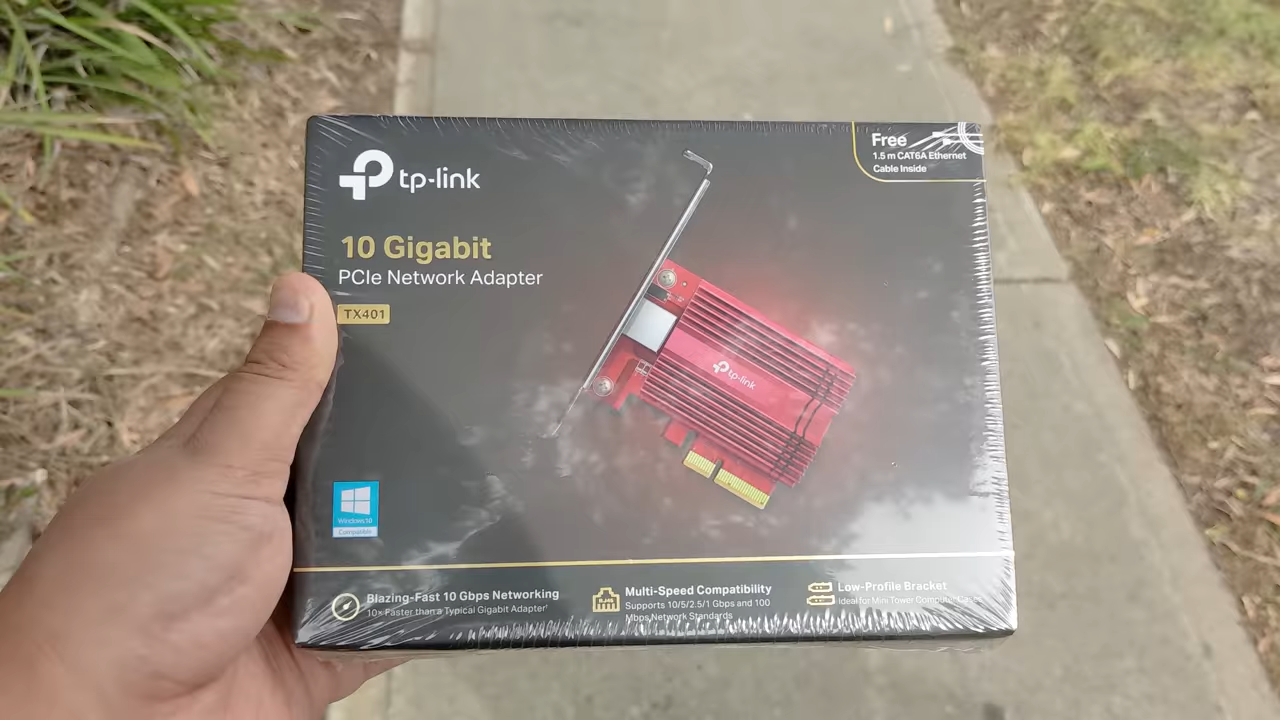 tp-link
Free
1.5 m CAT6A Ethernet
Cable Inside
10 Gigabit
PCIe Network Adapter
TX401
tp-link
Windows 10
Compatible
Blazing-Fast 10 Gbps Networking
10× Faster than a Typical Gigabit Adapter
Multi-Speed Compatibility
Supports 10/5/2.5/1 Gbps and 100
Mbps Network Standards
Low-Profile Bracket
Ideal for Mini Tower Computer Cases